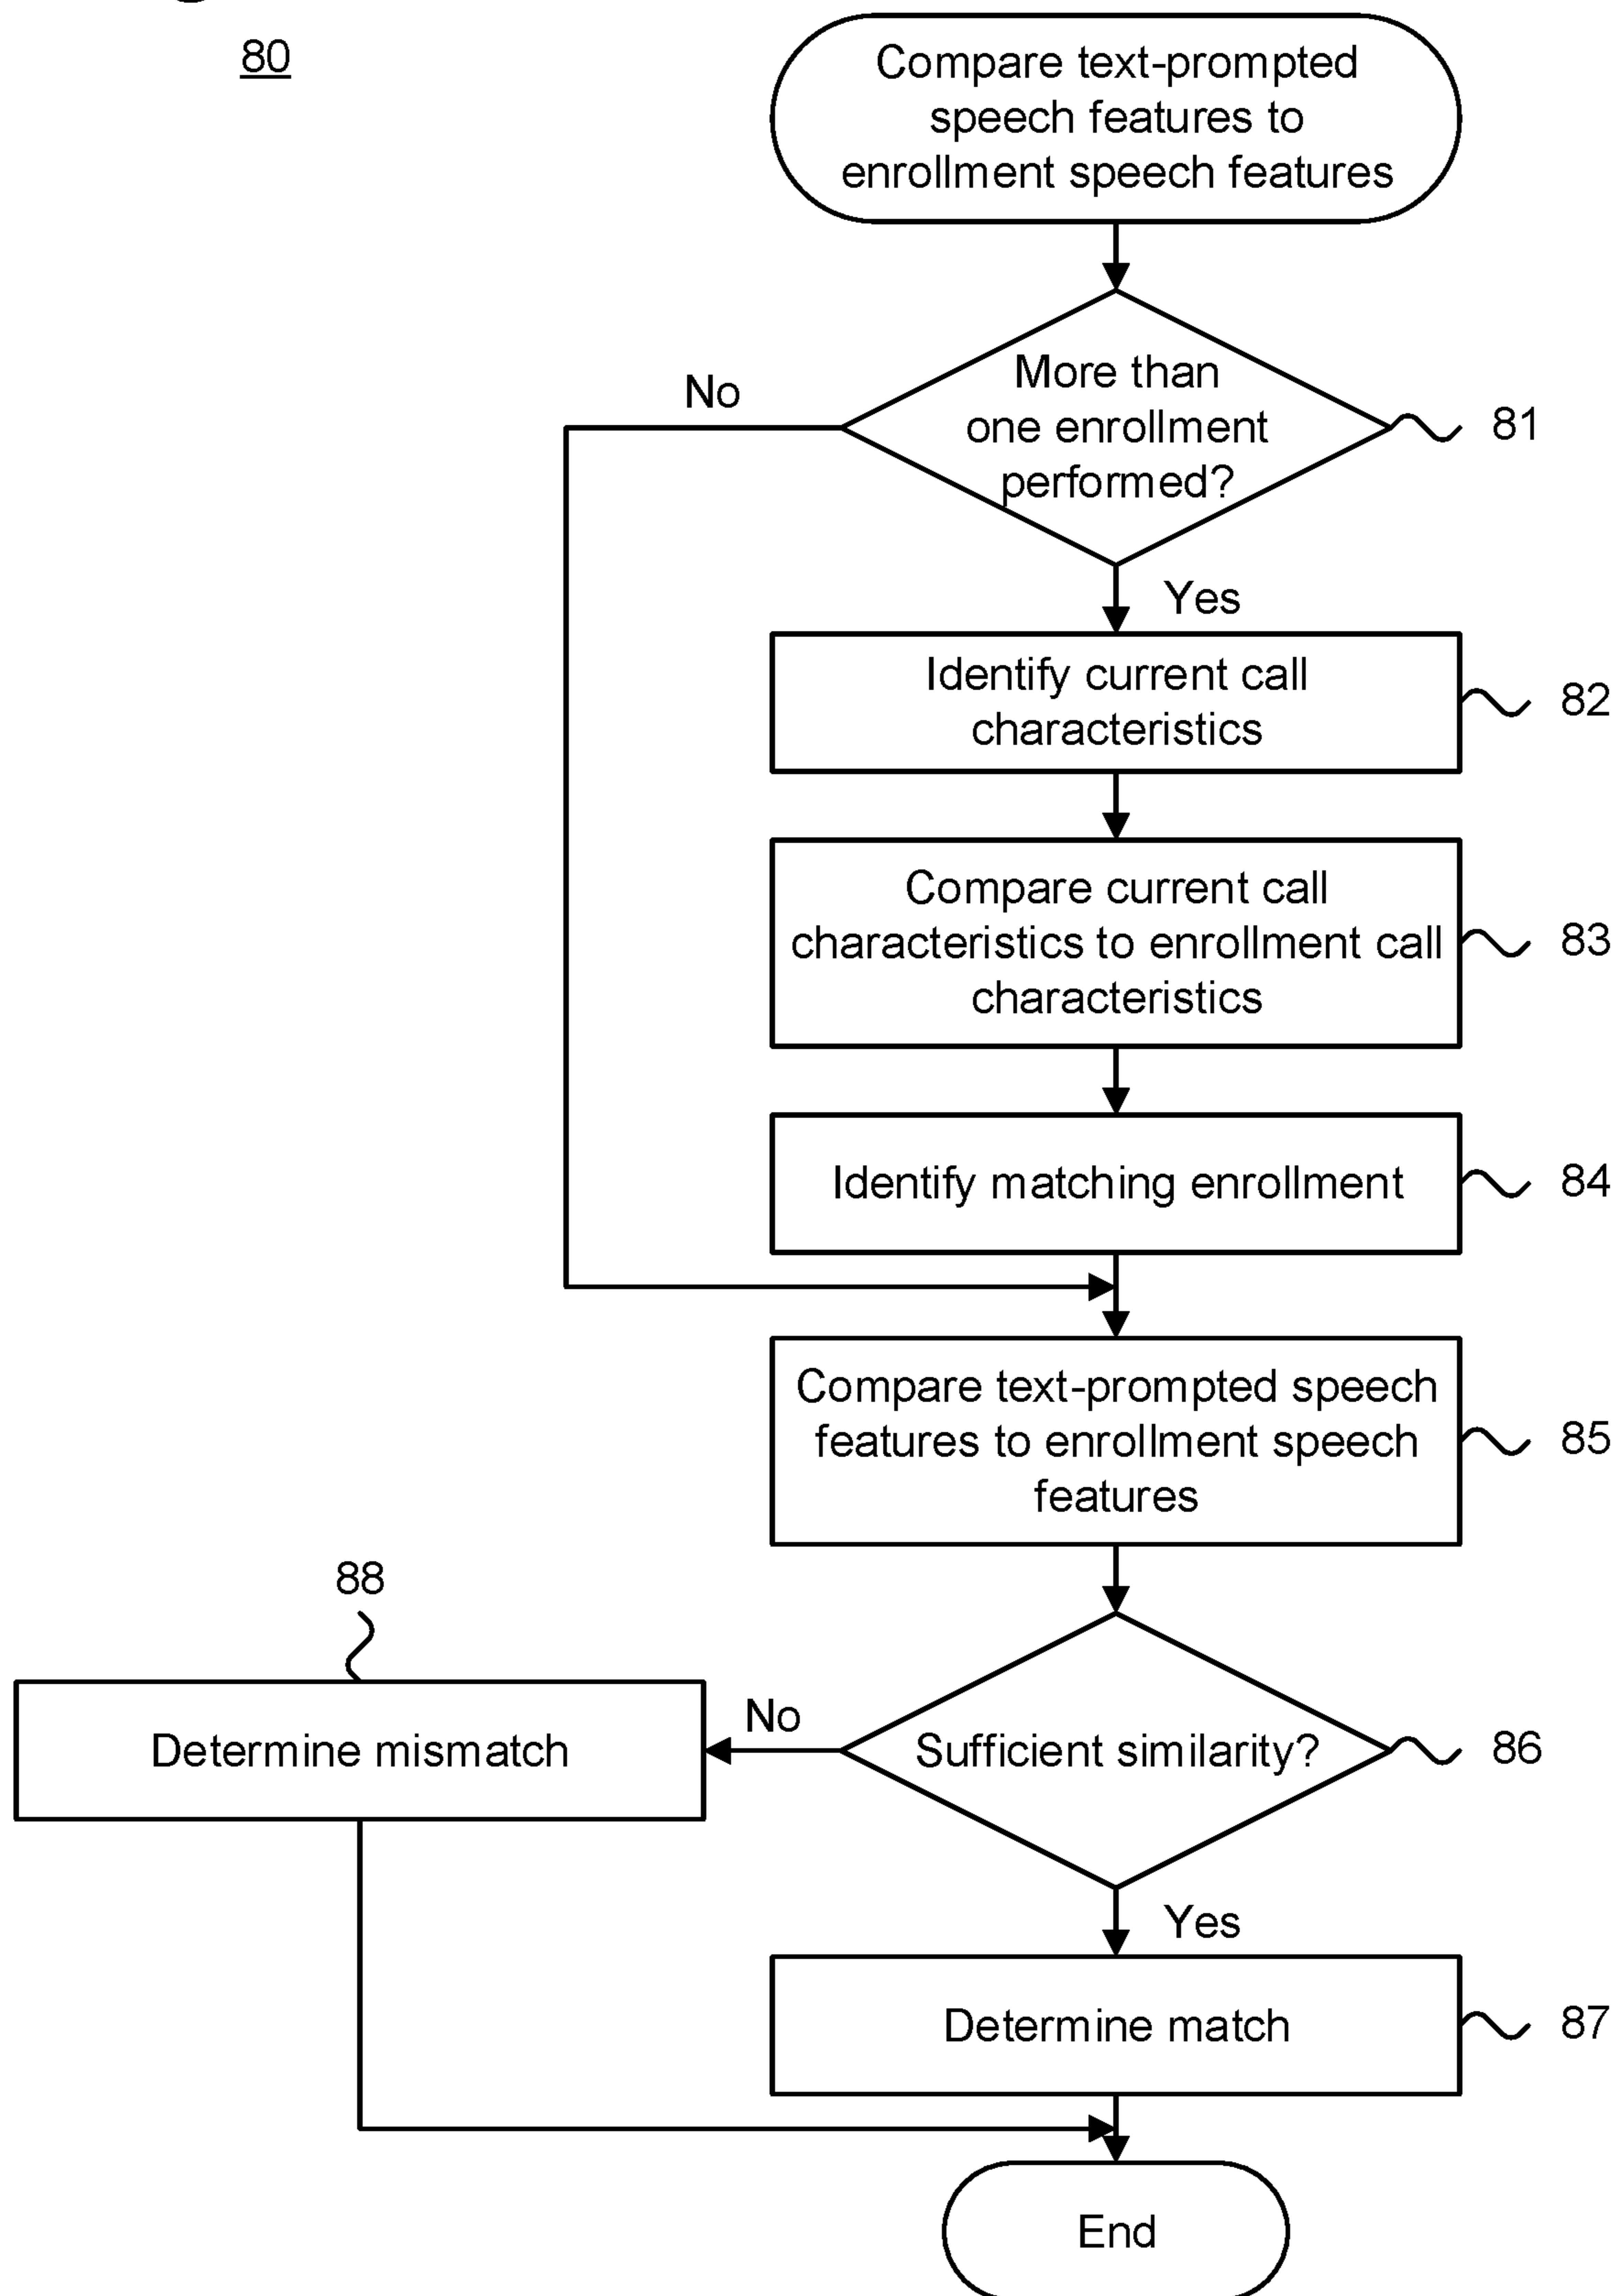 80
Compare text-prompted
speech features to
enrollment speech features
More than
one enrollment
performed?
81
No
Yes
Identify current call
characteristics
82
Compare current call
characteristics to enrollment call
characteristics
83
Identify matching enrollment
84
Compare text-prompted speech
features to enrollment speech
features
85
Sufficient similarity?
86
No
88
Determine mismatch
Yes
Determine match
87
End